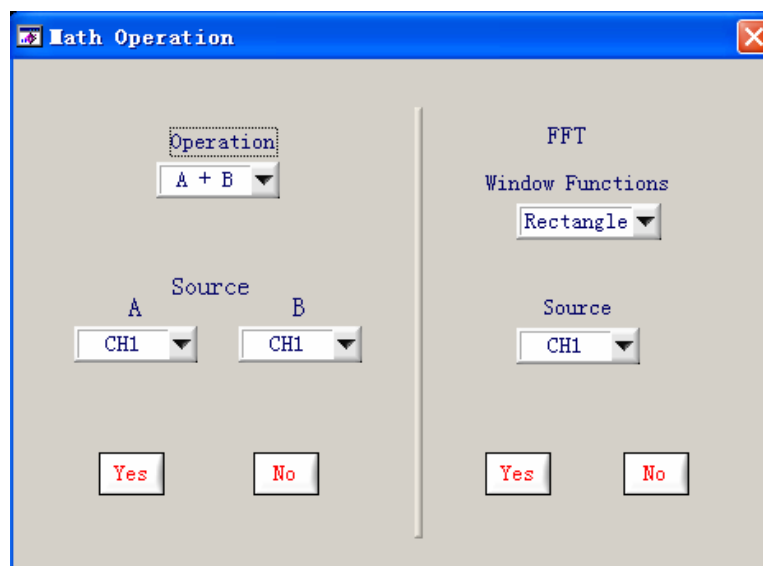 Math Operation
Operation
A + B
Source
A
B
CH1
CH1
Yes
No
FFT
Window Functions
Rectangle
Source
CH1
Yes
No